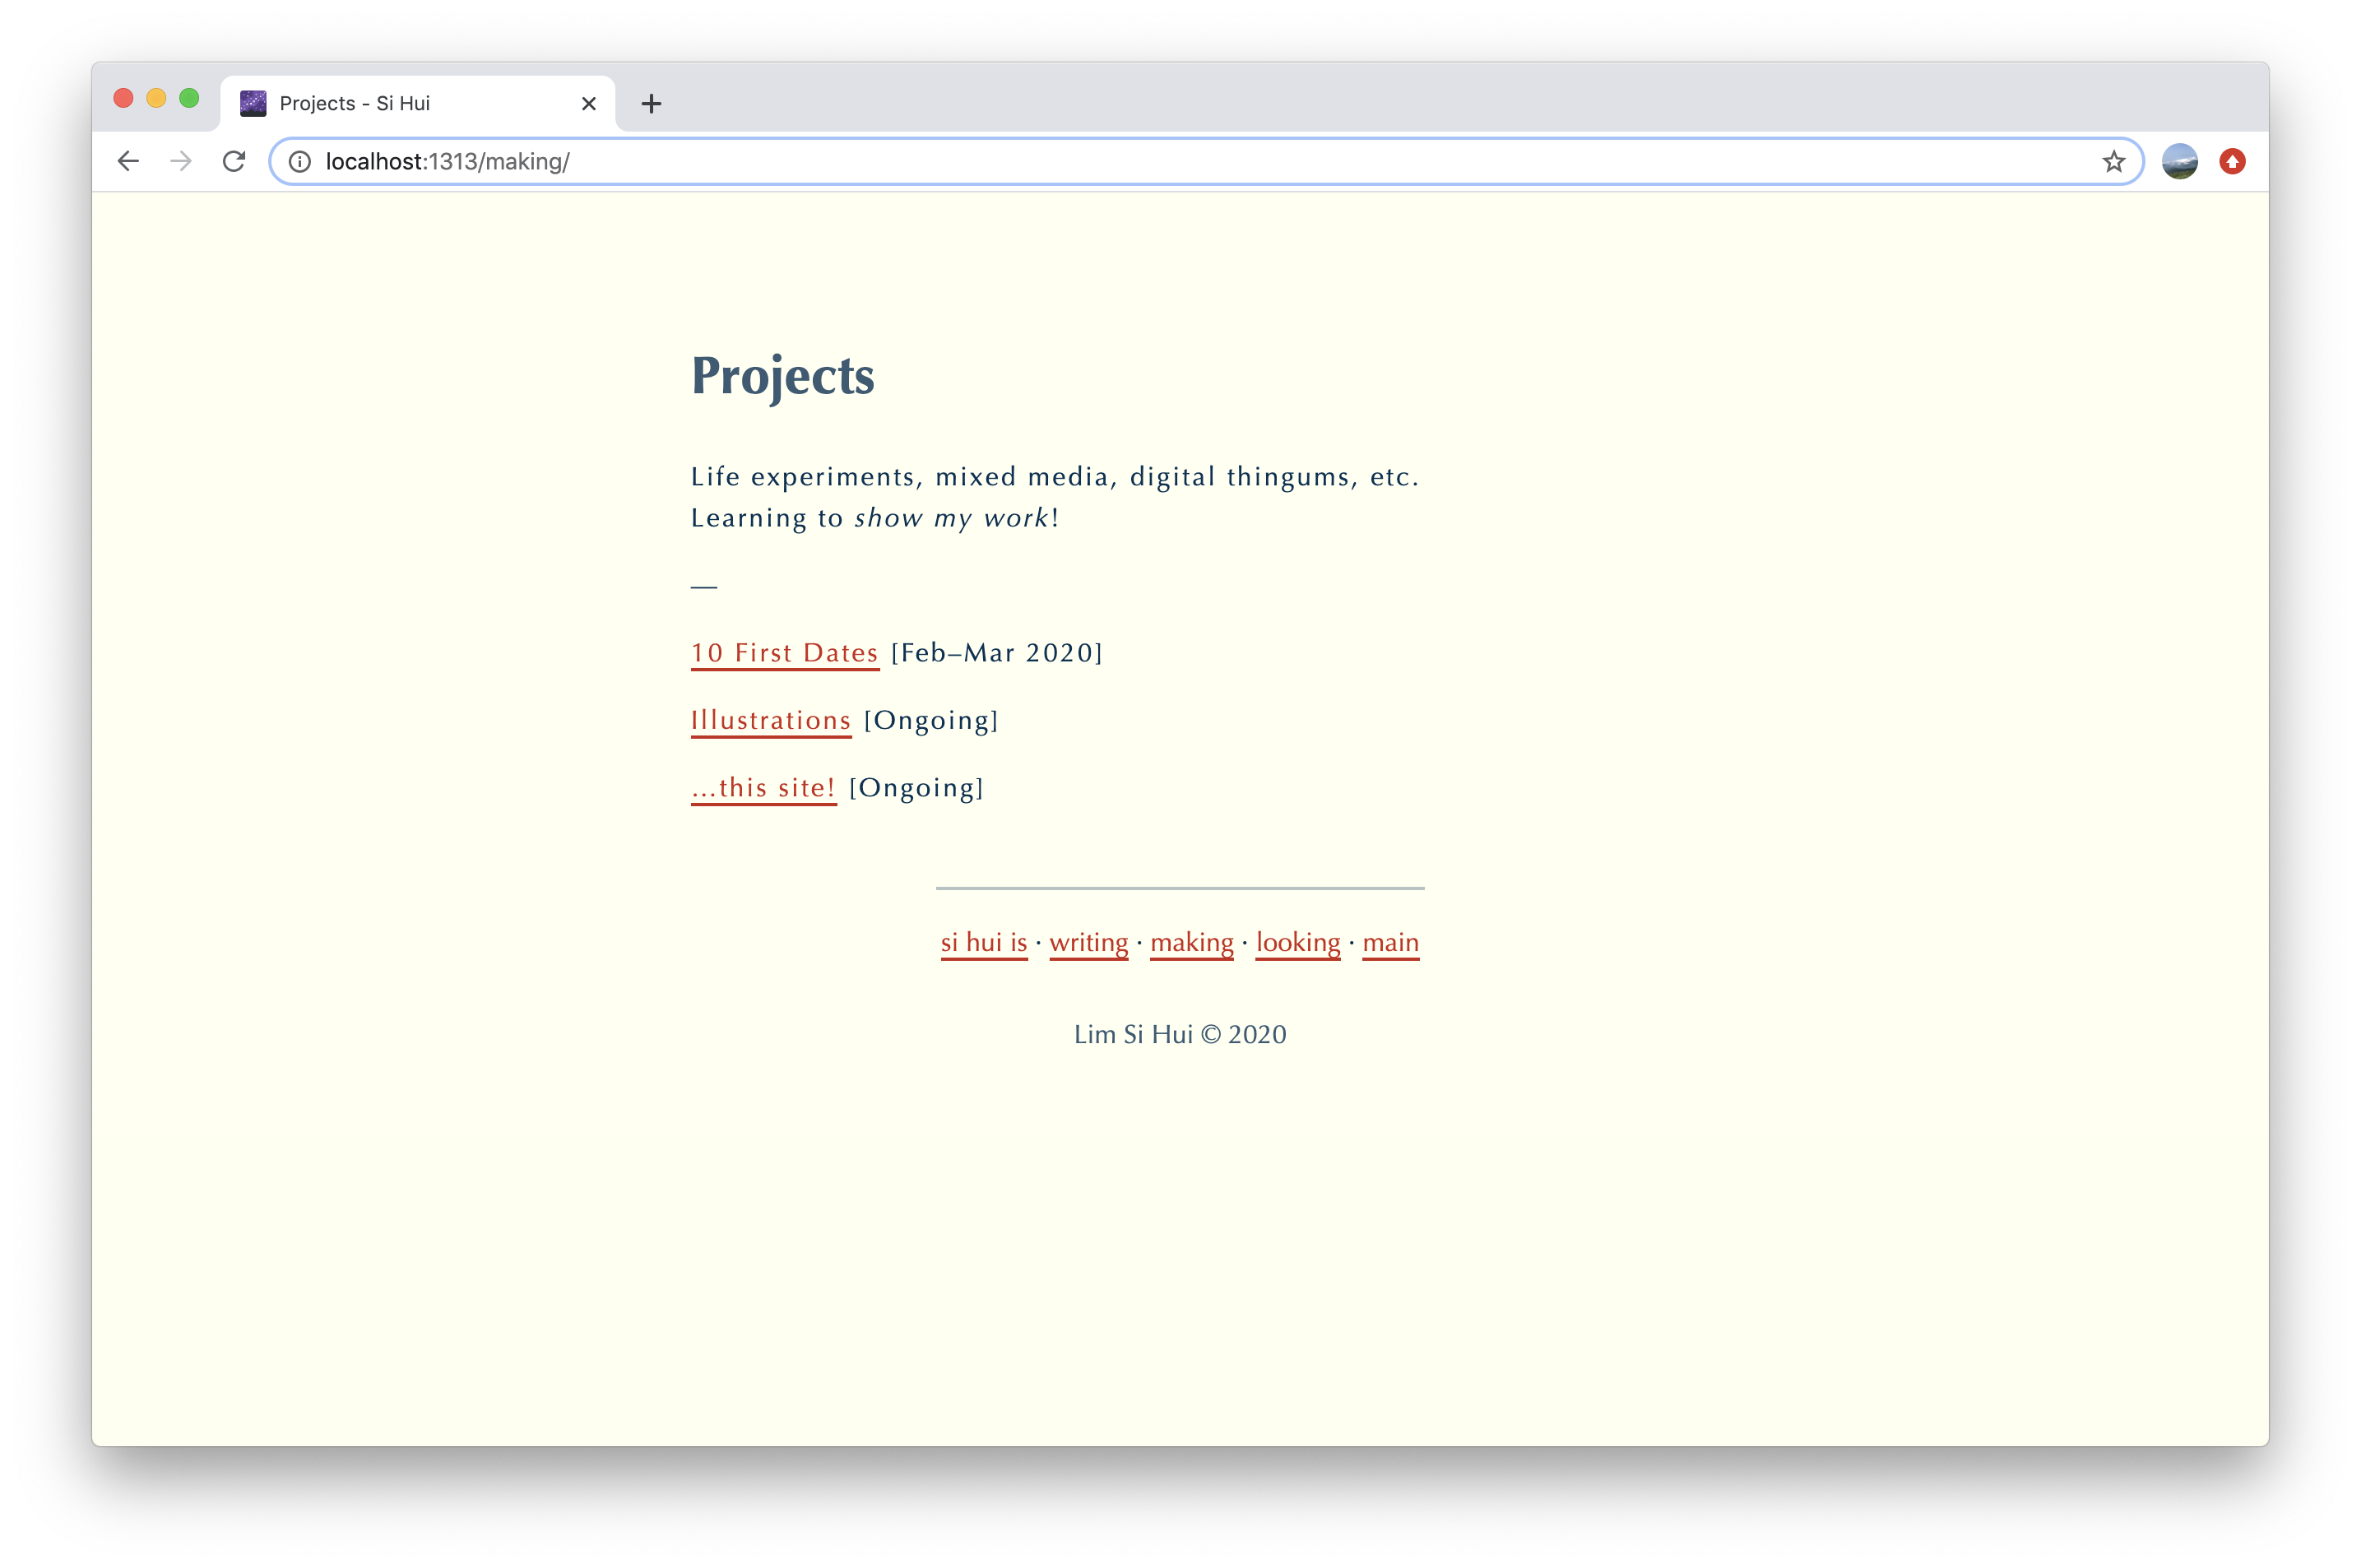 Projects - Si Hui
localhost:1313/making/
Projects
Life experiments, mixed media, digital thingums, etc.
Learning to show my work!
—
10 First Dates [Feb–Mar 2020]
Illustrations [Ongoing]
...this site! [Ongoing]
si hui is · writing · making · looking · main
Lim Si Hui © 2020